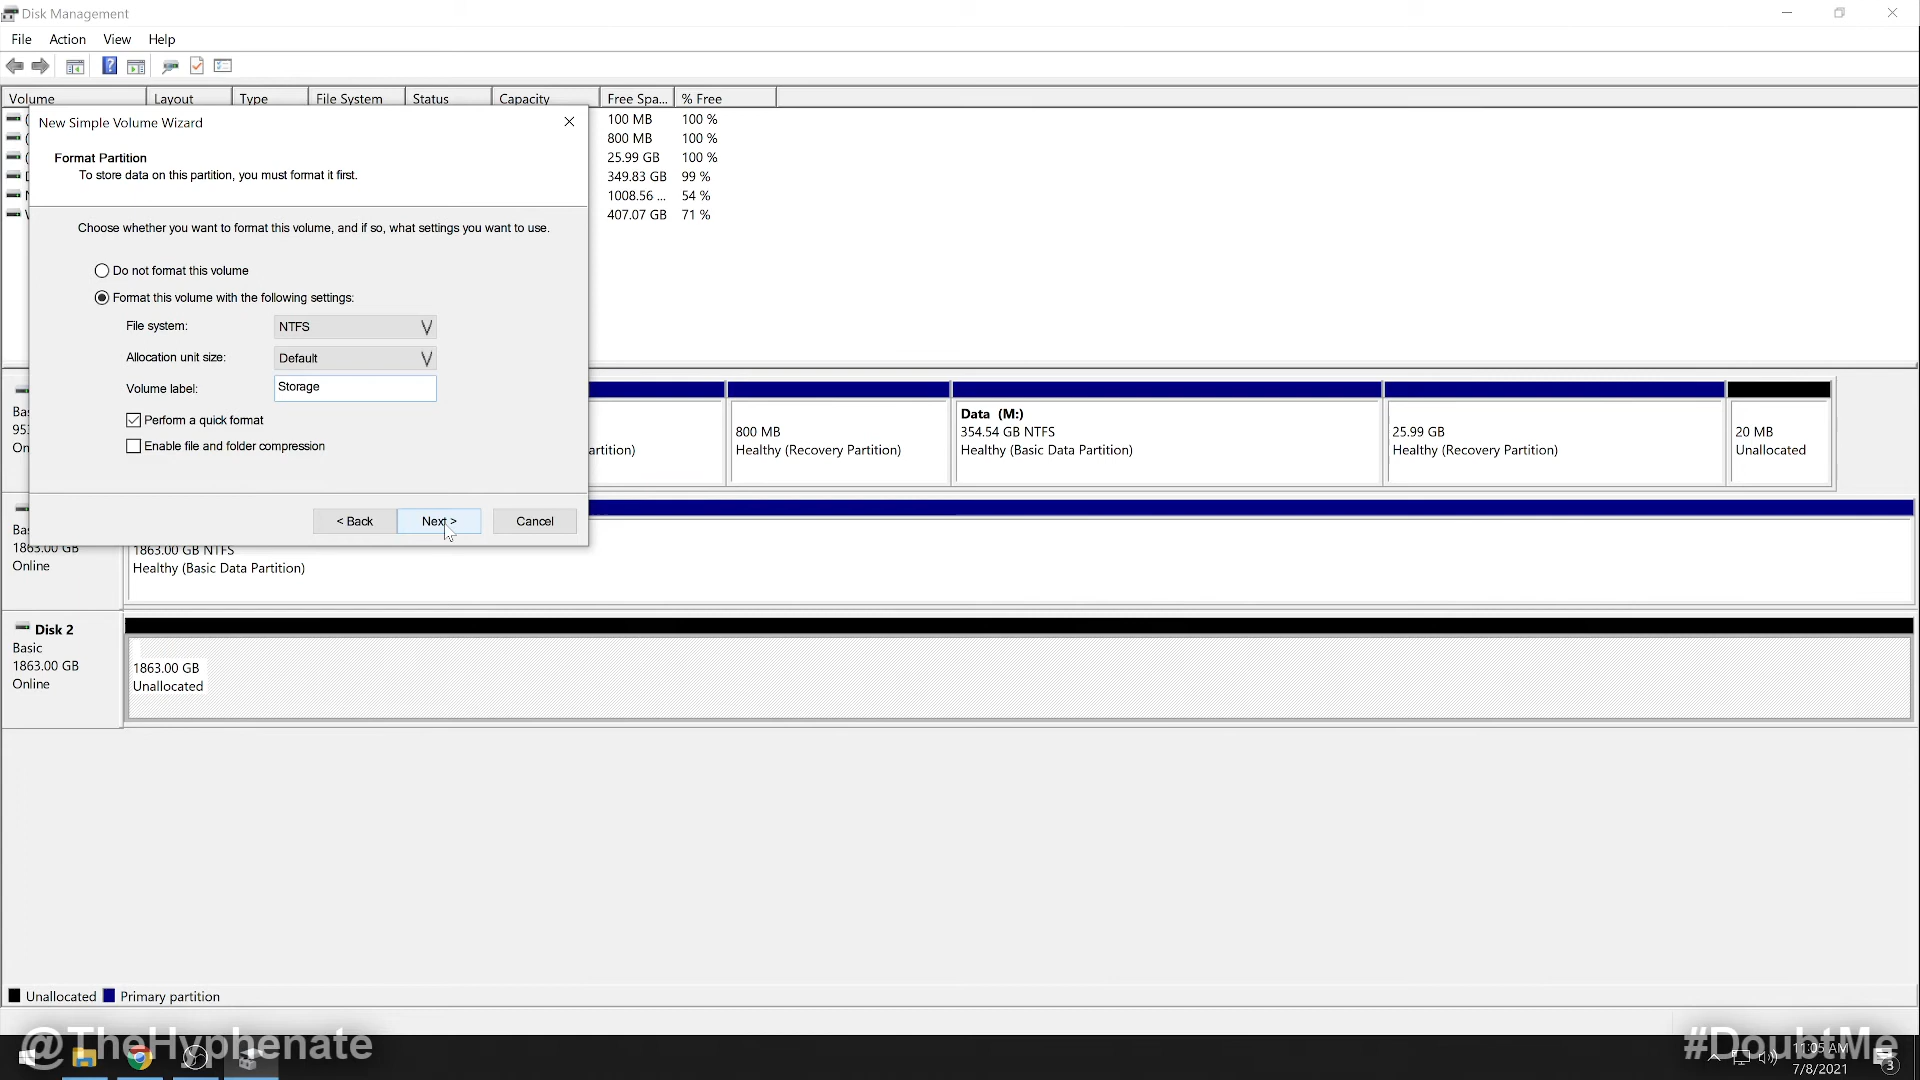 Disk Management
File Action View Help
Volume Layout Type File System Status Capacity Free Spa... % Free
New Simple Volume Wizard
100 MB 100 %
800 MB 100 %
25.99 GB 100 %
349.83 GB 99 %
1008.56 ... 54 %
407.07 GB 71 %
Format Partition
To store data on this partition, you must format it first.
Choose whether you want to format this volume, and if so, what settings you want to use.
Do not format this volume
Format this volume with the following settings:
File system: NTFS
Allocation unit size: Default
Volume label: Storage
Perform a quick format
Enable file and folder compression
< Back Next > Cancel
artition)
800 MB
Healthy (Recovery Partition)
Data (M:)
354.54 GB NTFS
Healthy (Basic Data Partition)
25.99 GB
Healthy (Recovery Partition)
20 MB
Unallocated
1863.00 GB
Online
1863.00 GB NTFS
Healthy (Basic Data Partition)
Disk 2
Basic
1863.00 GB
Online
1863.00 GB
Unallocated
Unallocated Primary partition
@TheHyphenate
#DoubtMe
11:05 AM
7/8/2021
3